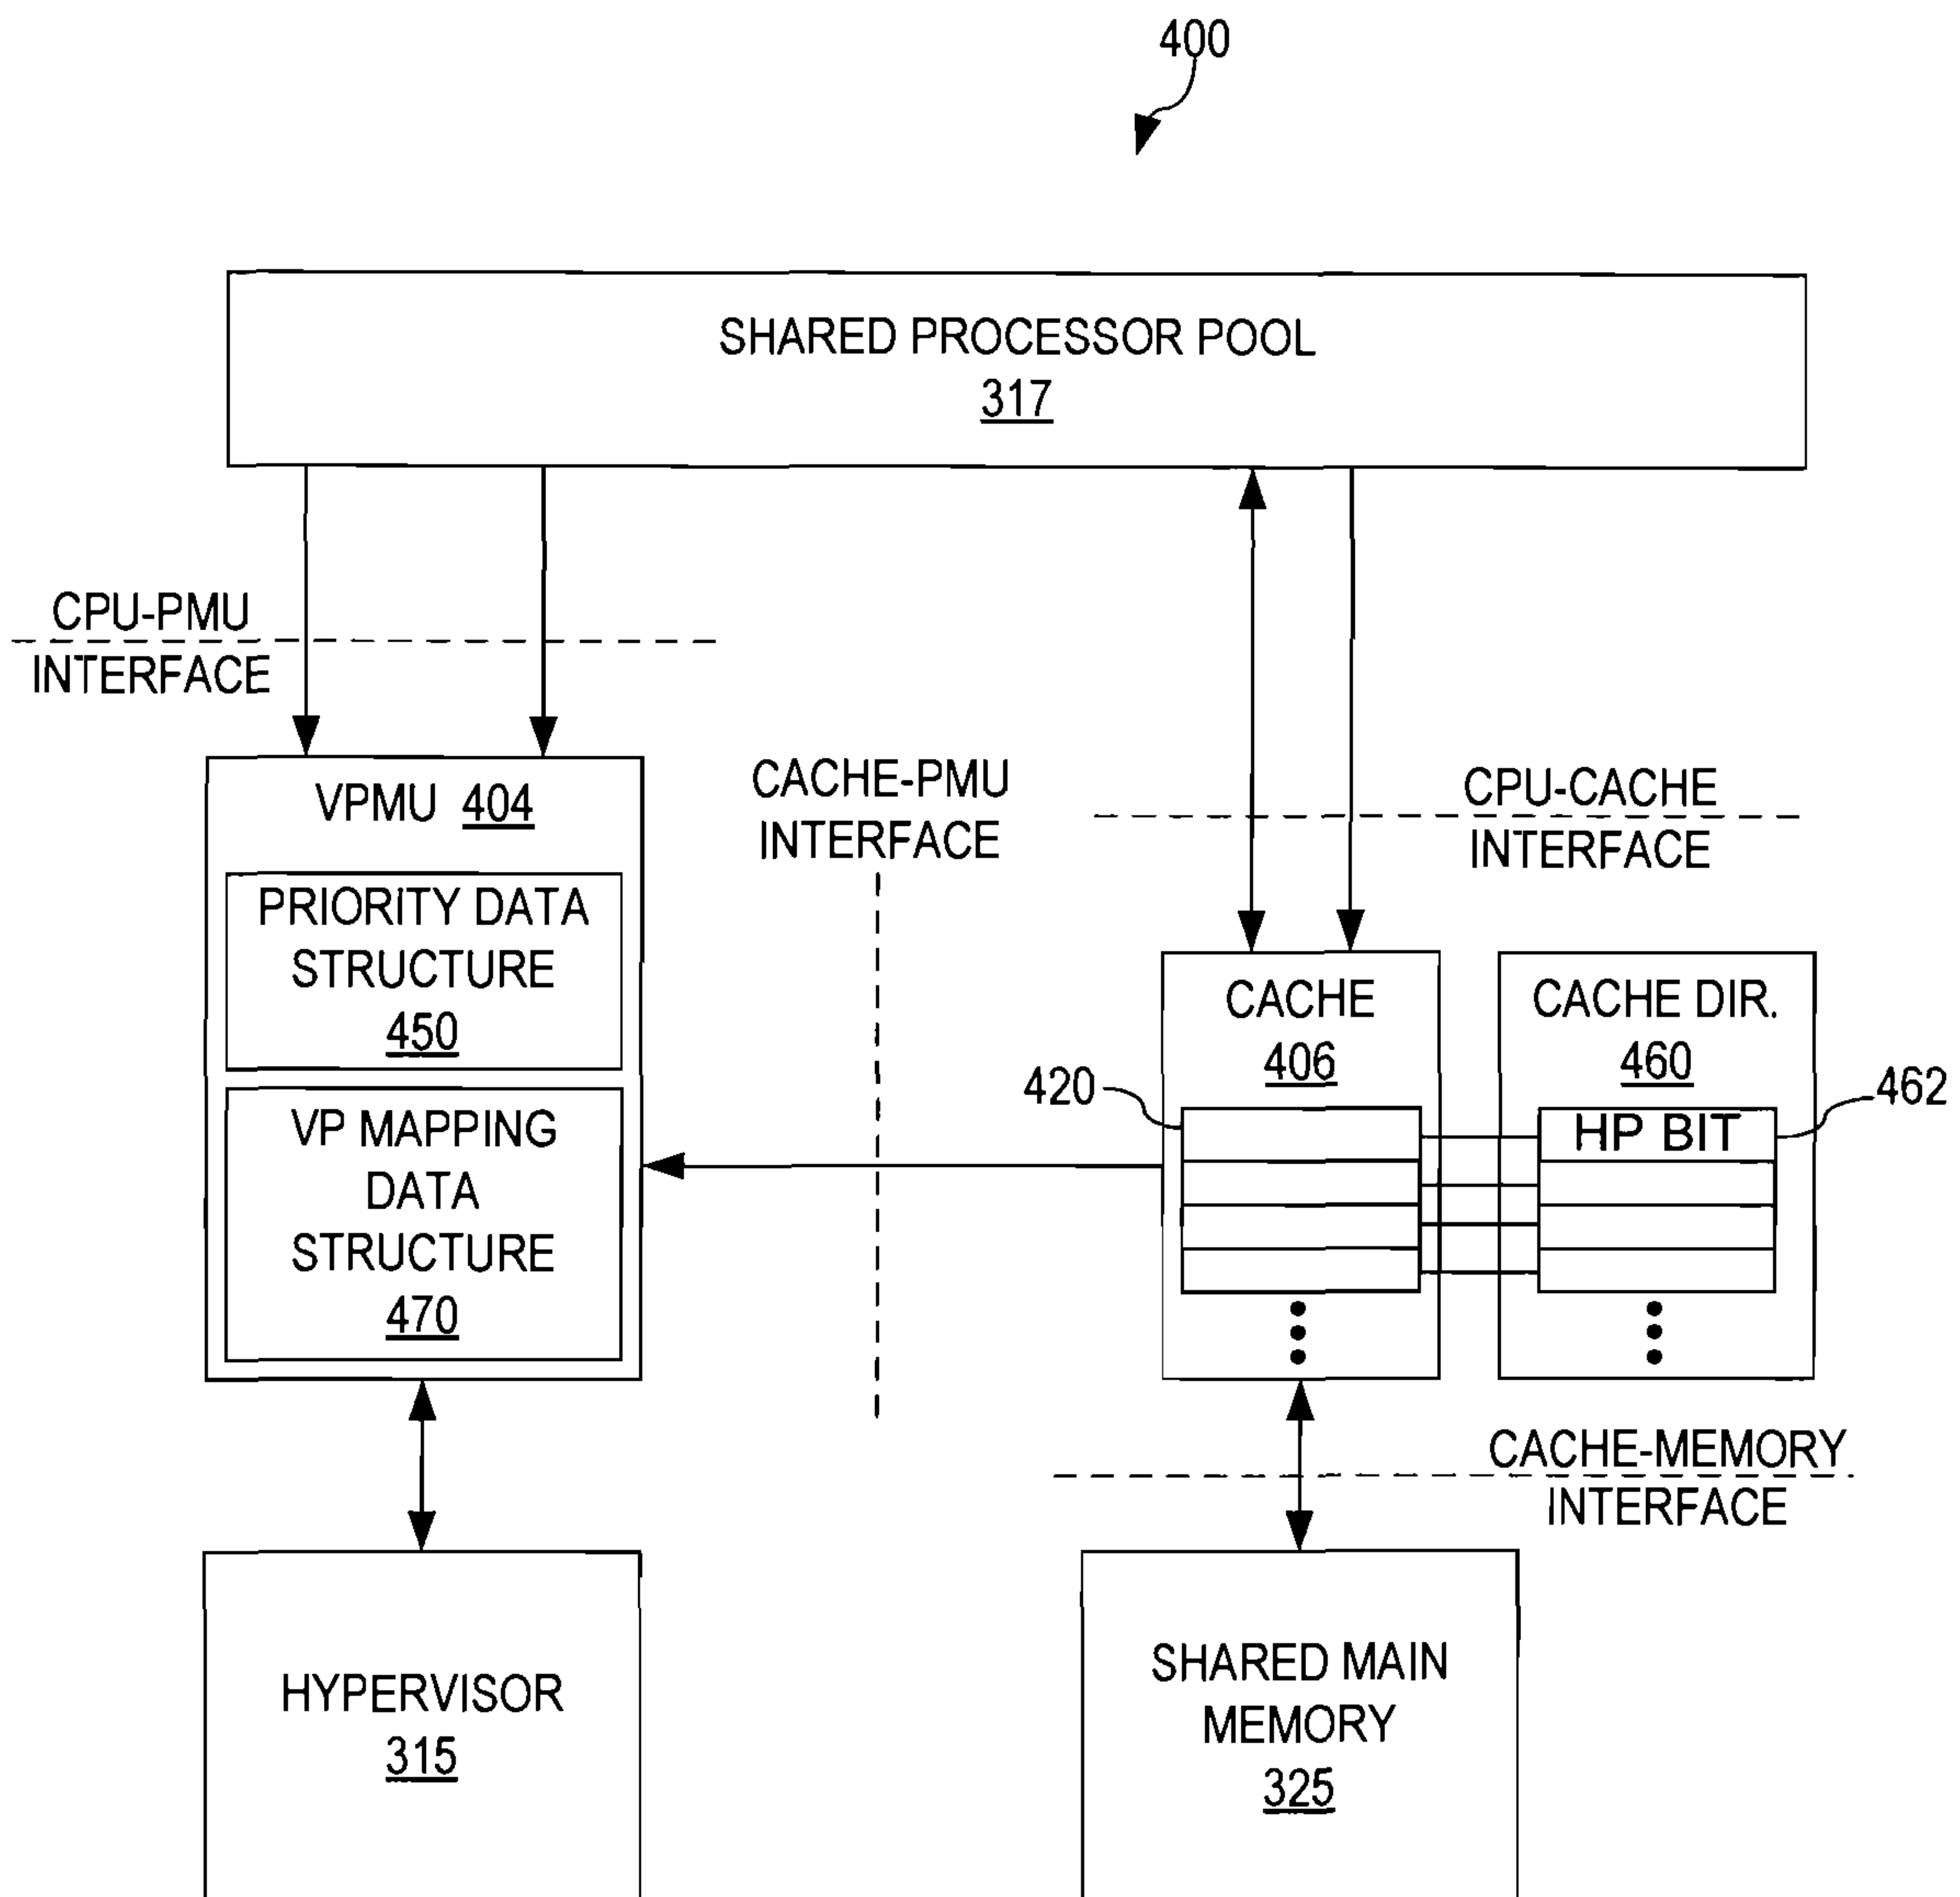 400
SHARED PROCESSOR POOL
317
CPU-PMU
INTERFACE
VPMU 404
PRIORITY DATA
STRUCTURE
450
VP MAPPING
DATA
STRUCTURE
470
CACHE-PMU
INTERFACE
CPU-CACHE
INTERFACE
CACHE
406
420
CACHE DIR.
460
HP BIT
462
CACHE-MEMORY
INTERFACE
HYPERVISOR
315
SHARED MAIN
MEMORY
325